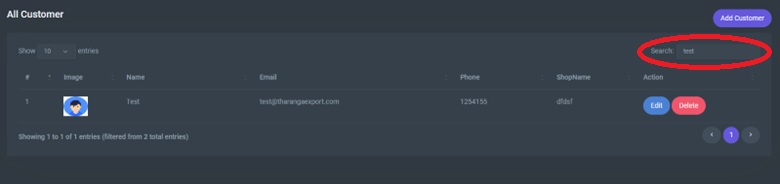 All Customer
Add Customer
Show 10 entries
Search: test
# Image Name Email Phone ShopName Action
1 Test test@tharangaexport.com 1254155 dfdsf Edit Delete
Showing 1 to 1 of 1 entries (filtered from 2 total entries)
‹ 1 ›